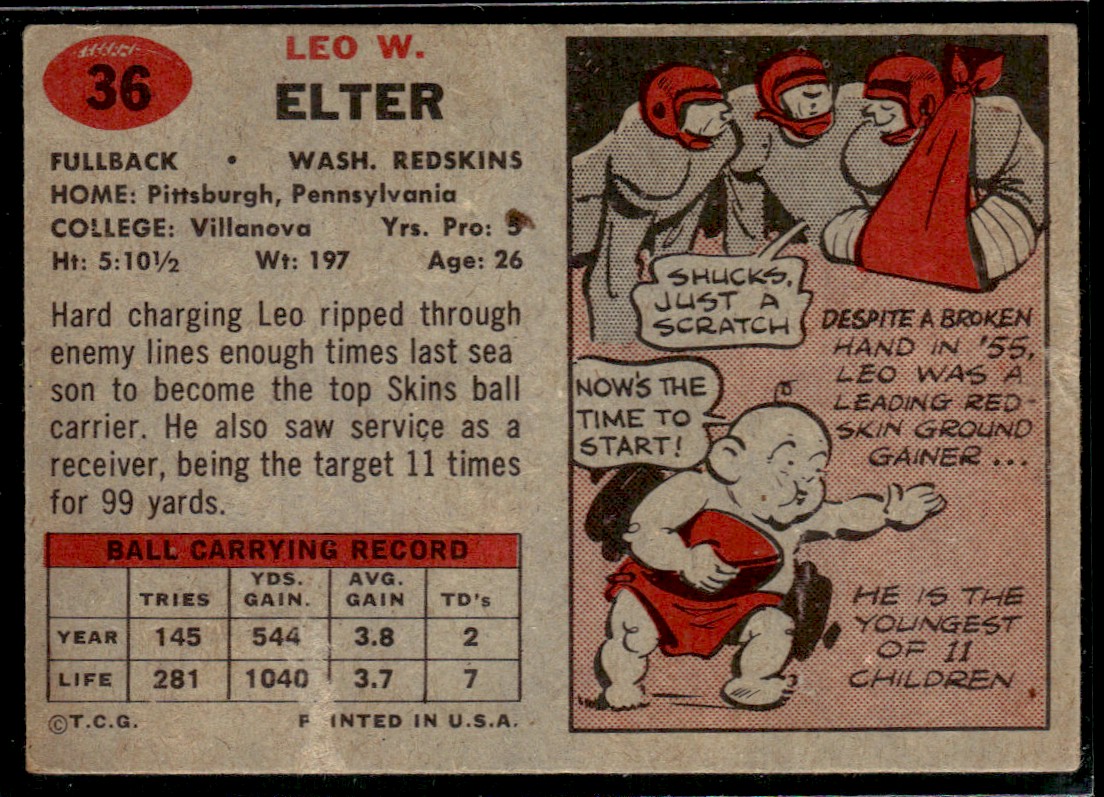 36
LEO W.
ELTER
FULLBACK • WASH. REDSKINS
HOME: Pittsburgh, Pennsylvania
COLLEGE: Villanova Yrs. Pro: 5
Ht: 5:10½ Wt: 197 Age: 26
Hard charging Leo ripped through
enemy lines enough times last sea
son to become the top Skins ball
carrier. He also saw service as a
receiver, being the target 11 times
for 99 yards.
BALL CARRYING RECORD
TRIES YDS. GAIN. AVG. GAIN TD's
YEAR 145 544 3.8 2
LIFE 281 1040 3.7 7
©T.C.G. P INTED IN U.S.A.
SHUCKS,
JUST A
SCRATCH
DESPITE A BROKEN
HAND IN '55,
LEO WAS A
LEADING RED-
SKIN GROUND
GAINER ...
NOW'S THE
TIME TO
START!
HE IS THE
YOUNGEST
OF 11
CHILDREN